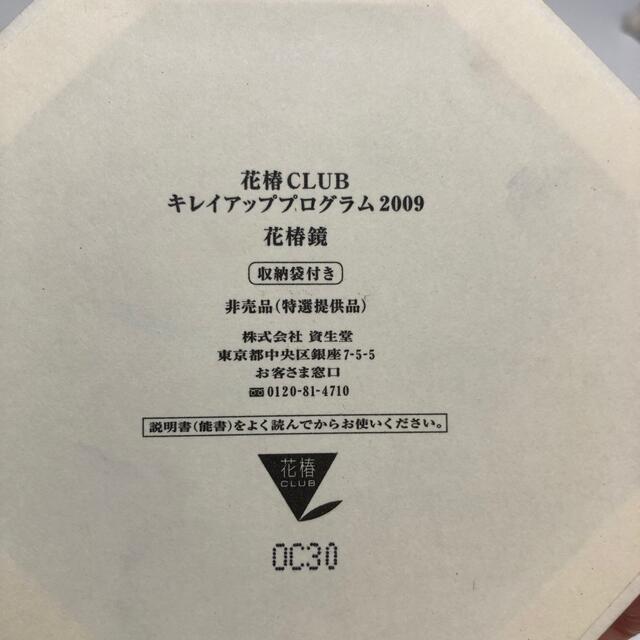 花椿CLUB
キレイアッププログラム2009
花椿鏡
収納袋付き
非売品(特選提供品)
株式会社 資生堂
東京都中央区銀座7-5-5
お客さま窓口
0120-81-4710
説明書(能書)をよく読んでからお使いください。
花椿
CLUB
0C30